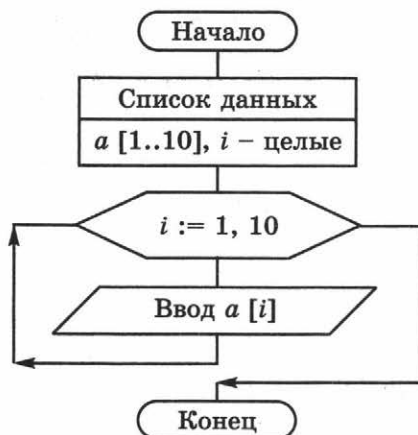 Начало
Список данных
a [1..10], i – целые
i := 1, 10
Ввод a [i]
Конец